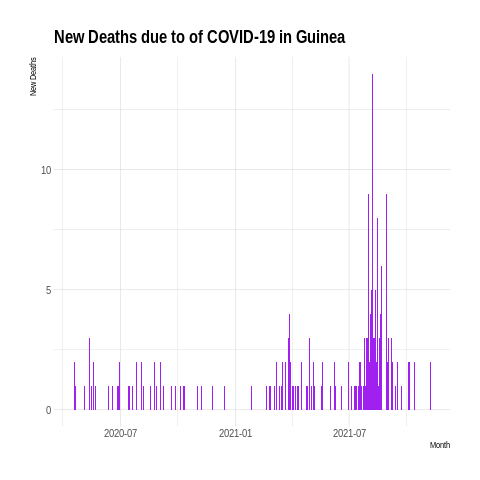 New Deaths due to of COVID-19 in Guinea
New Deaths
10
5
0
2020-07
2021-01
2021-07
Month